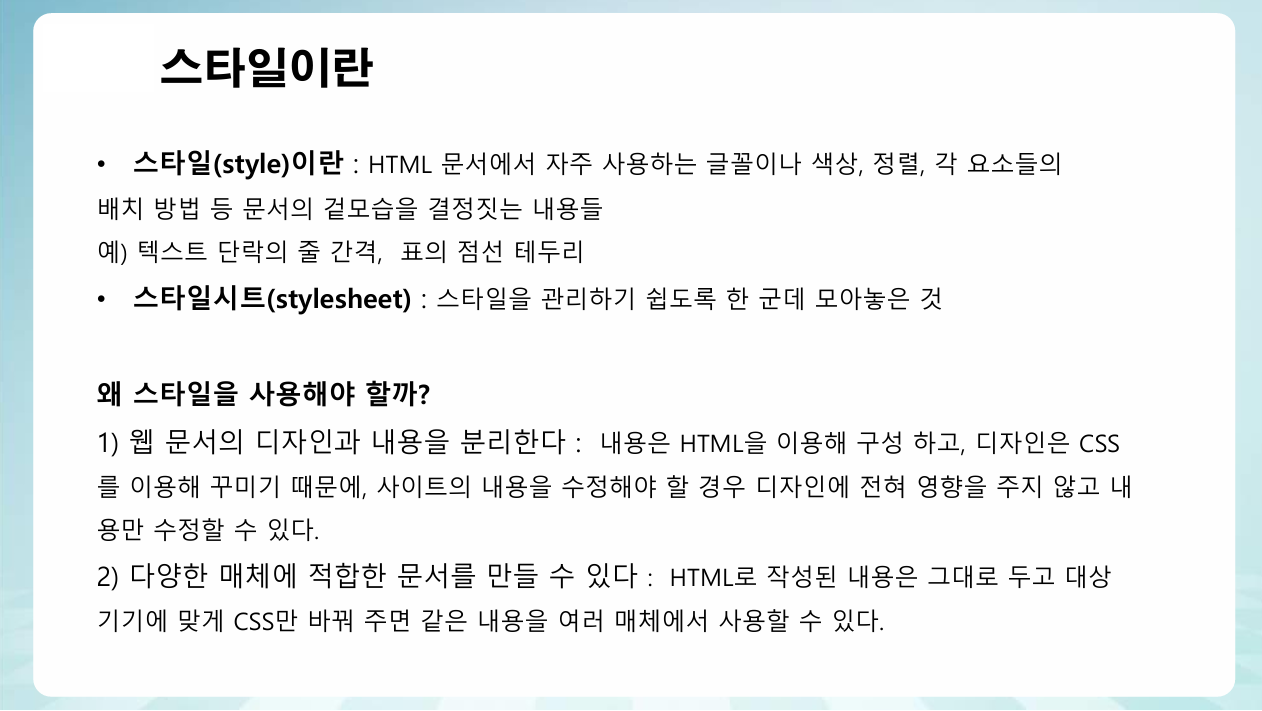 스타일이란
• 스타일(style)이란 : HTML 문서에서 자주 사용하는 글꼴이나 색상, 정렬, 각 요소들의
배치 방법 등 문서의 겉모습을 결정짓는 내용들
예) 텍스트 단락의 줄 간격, 표의 점선 테두리
• 스타일시트(stylesheet) : 스타일을 관리하기 쉽도록 한 군데 모아놓은 것
왜 스타일을 사용해야 할까?
1) 웹 문서의 디자인과 내용을 분리한다 : 내용은 HTML을 이용해 구성 하고, 디자인은 CSS
를 이용해 꾸미기 때문에, 사이트의 내용을 수정해야 할 경우 디자인에 전혀 영향을 주지 않고 내
용만 수정할 수 있다.
2) 다양한 매체에 적합한 문서를 만들 수 있다 : HTML로 작성된 내용은 그대로 두고 대상
기기에 맞게 CSS만 바꿔 주면 같은 내용을 여러 매체에서 사용할 수 있다.